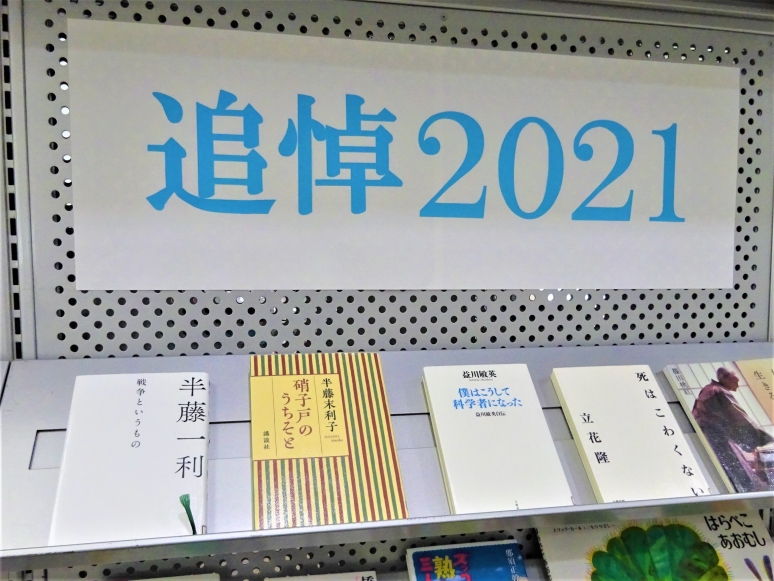 追悼2021
半藤一利
戦争というもの
半藤末利子
硝子戸の
うちそと
講談社
益川敏英
僕はこうして
科学者になった
益川敏英自伝
死はこわくない
立花隆
はらぺこ
あおむし